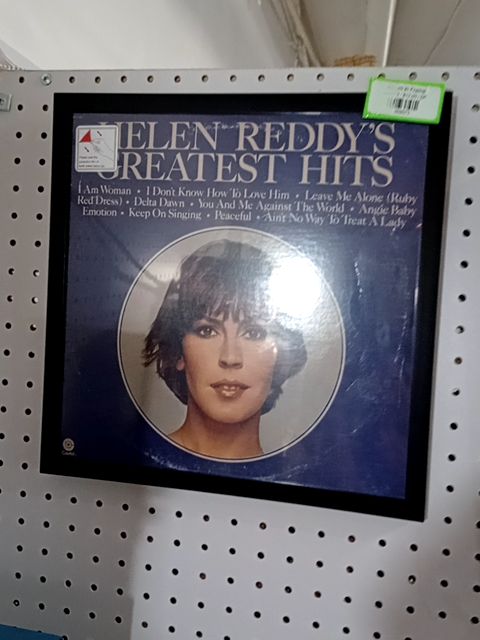 HELEN REDDY'S
GREATEST HITS
I Am Woman • I Don't Know How To Love Him • Leave Me Alone (Ruby
Red Dress) • Delta Dawn • You And Me Against The World • Angie Baby
Emotion • Keep On Singing • Peaceful • Ain't No Way To Treat A Lady